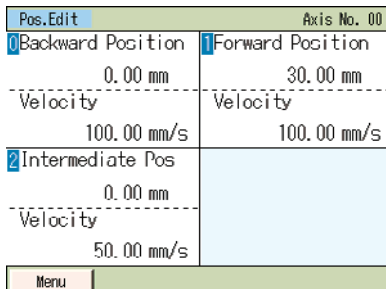 Pos.Edit Axis No. 00
0Backward Position 1Forward Position
0.00 mm 30.00 mm
Velocity Velocity
100.00 mm/s 100.00 mm/s
2Intermediate Pos
0.00 mm
Velocity
50.00 mm/s
Menu